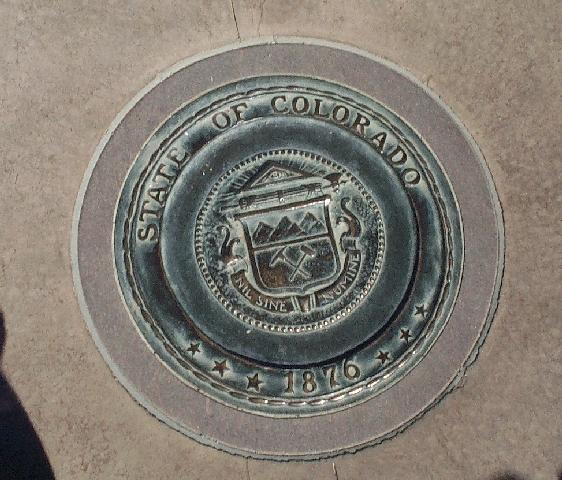 STATE OF COLORADO
NIL SINE NUMINE
1876